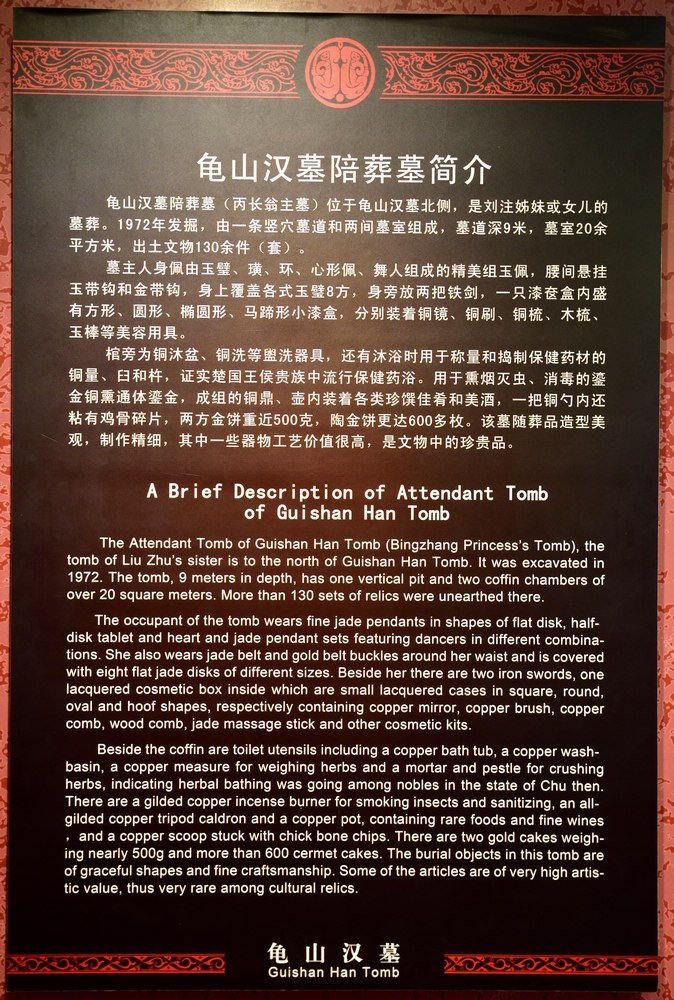 龟山汉墓陪葬墓简介
龟山汉墓陪葬墓（丙长翁主墓）位于龟山汉墓北侧，是刘注姊妹或女儿的
墓葬。1972年发掘，由一条竖穴墓道和两间墓室组成，墓道深9米，墓室20余
平方米，出土文物130余件（套）。
墓主人身佩由玉璧、璜、环、心形佩、舞人组成的精美组玉佩，腰间悬挂
玉带钩和金带钩，身上覆盖各式玉璧8方，身旁放两把铁剑，一只漆奁盒内盛
有方形、圆形、椭圆形、马蹄形小漆盒，分别装着铜镜、铜刷、铜梳、木梳、
玉棒等美容用具。
棺旁为铜沐盆、铜洗等盥洗器具，还有沐浴时用于称量和捣制保健药材的
铜量、臼和杵，证实楚国王侯贵族中流行保健药浴。用于熏烟灭虫、消毒的鎏
金铜熏通体鎏金，成组的铜鼎、壶内装着各类珍馔佳肴和美酒，一把铜勺内还
粘有鸡骨碎片，两方金饼重近500克，陶金饼更达600多枚。该墓随葬品造型美
观，制作精细，其中一些器物工艺价值很高，是文物中的珍贵品。
A Brief Description of Attendant Tomb
of Guishan Han Tomb
The Attendant Tomb of Guishan Han Tomb (Bingzhang Princess's Tomb), the
tomb of Liu Zhu's sister is to the north of Guishan Han Tomb. It was excavated in
1972. The tomb, 9 meters in depth, has one vertical pit and two coffin chambers of
over 20 square meters. More than 130 sets of relics were unearthed there.
The occupant of the tomb wears fine jade pendants in shapes of flat disk, half-
disk tablet and heart and jade pendant sets featuring dancers in different combina-
tions. She also wears jade belt and gold belt buckles around her waist and is covered
with eight flat jade disks of different sizes. Beside her there are two iron swords, one
lacquered cosmetic box inside which are small lacquered cases in square, round,
oval and hoof shapes, respectively containing copper mirror, copper brush, copper
comb, wood comb, jade massage stick and other cosmetic kits.
Beside the coffin are toilet utensils including a copper bath tub, a copper wash-
basin, a copper measure for weighing herbs and a mortar and pestle for crushing
herbs, indicating herbal bathing was going among nobles in the state of Chu then.
There are a gilded copper incense burner for smoking insects and sanitizing, an all-
gilded copper tripod caldron and a copper pot, containing rare foods and fine wines
, and a copper scoop stuck with chick bone chips. There are two gold cakes weigh-
ing nearly 500g and more than 600 cermet cakes. The burial objects in this tomb are
of graceful shapes and fine craftsmanship. Some of the articles are of very high artis-
tic value, thus very rare among cultural relics.
龟山汉墓
Guishan Han Tomb